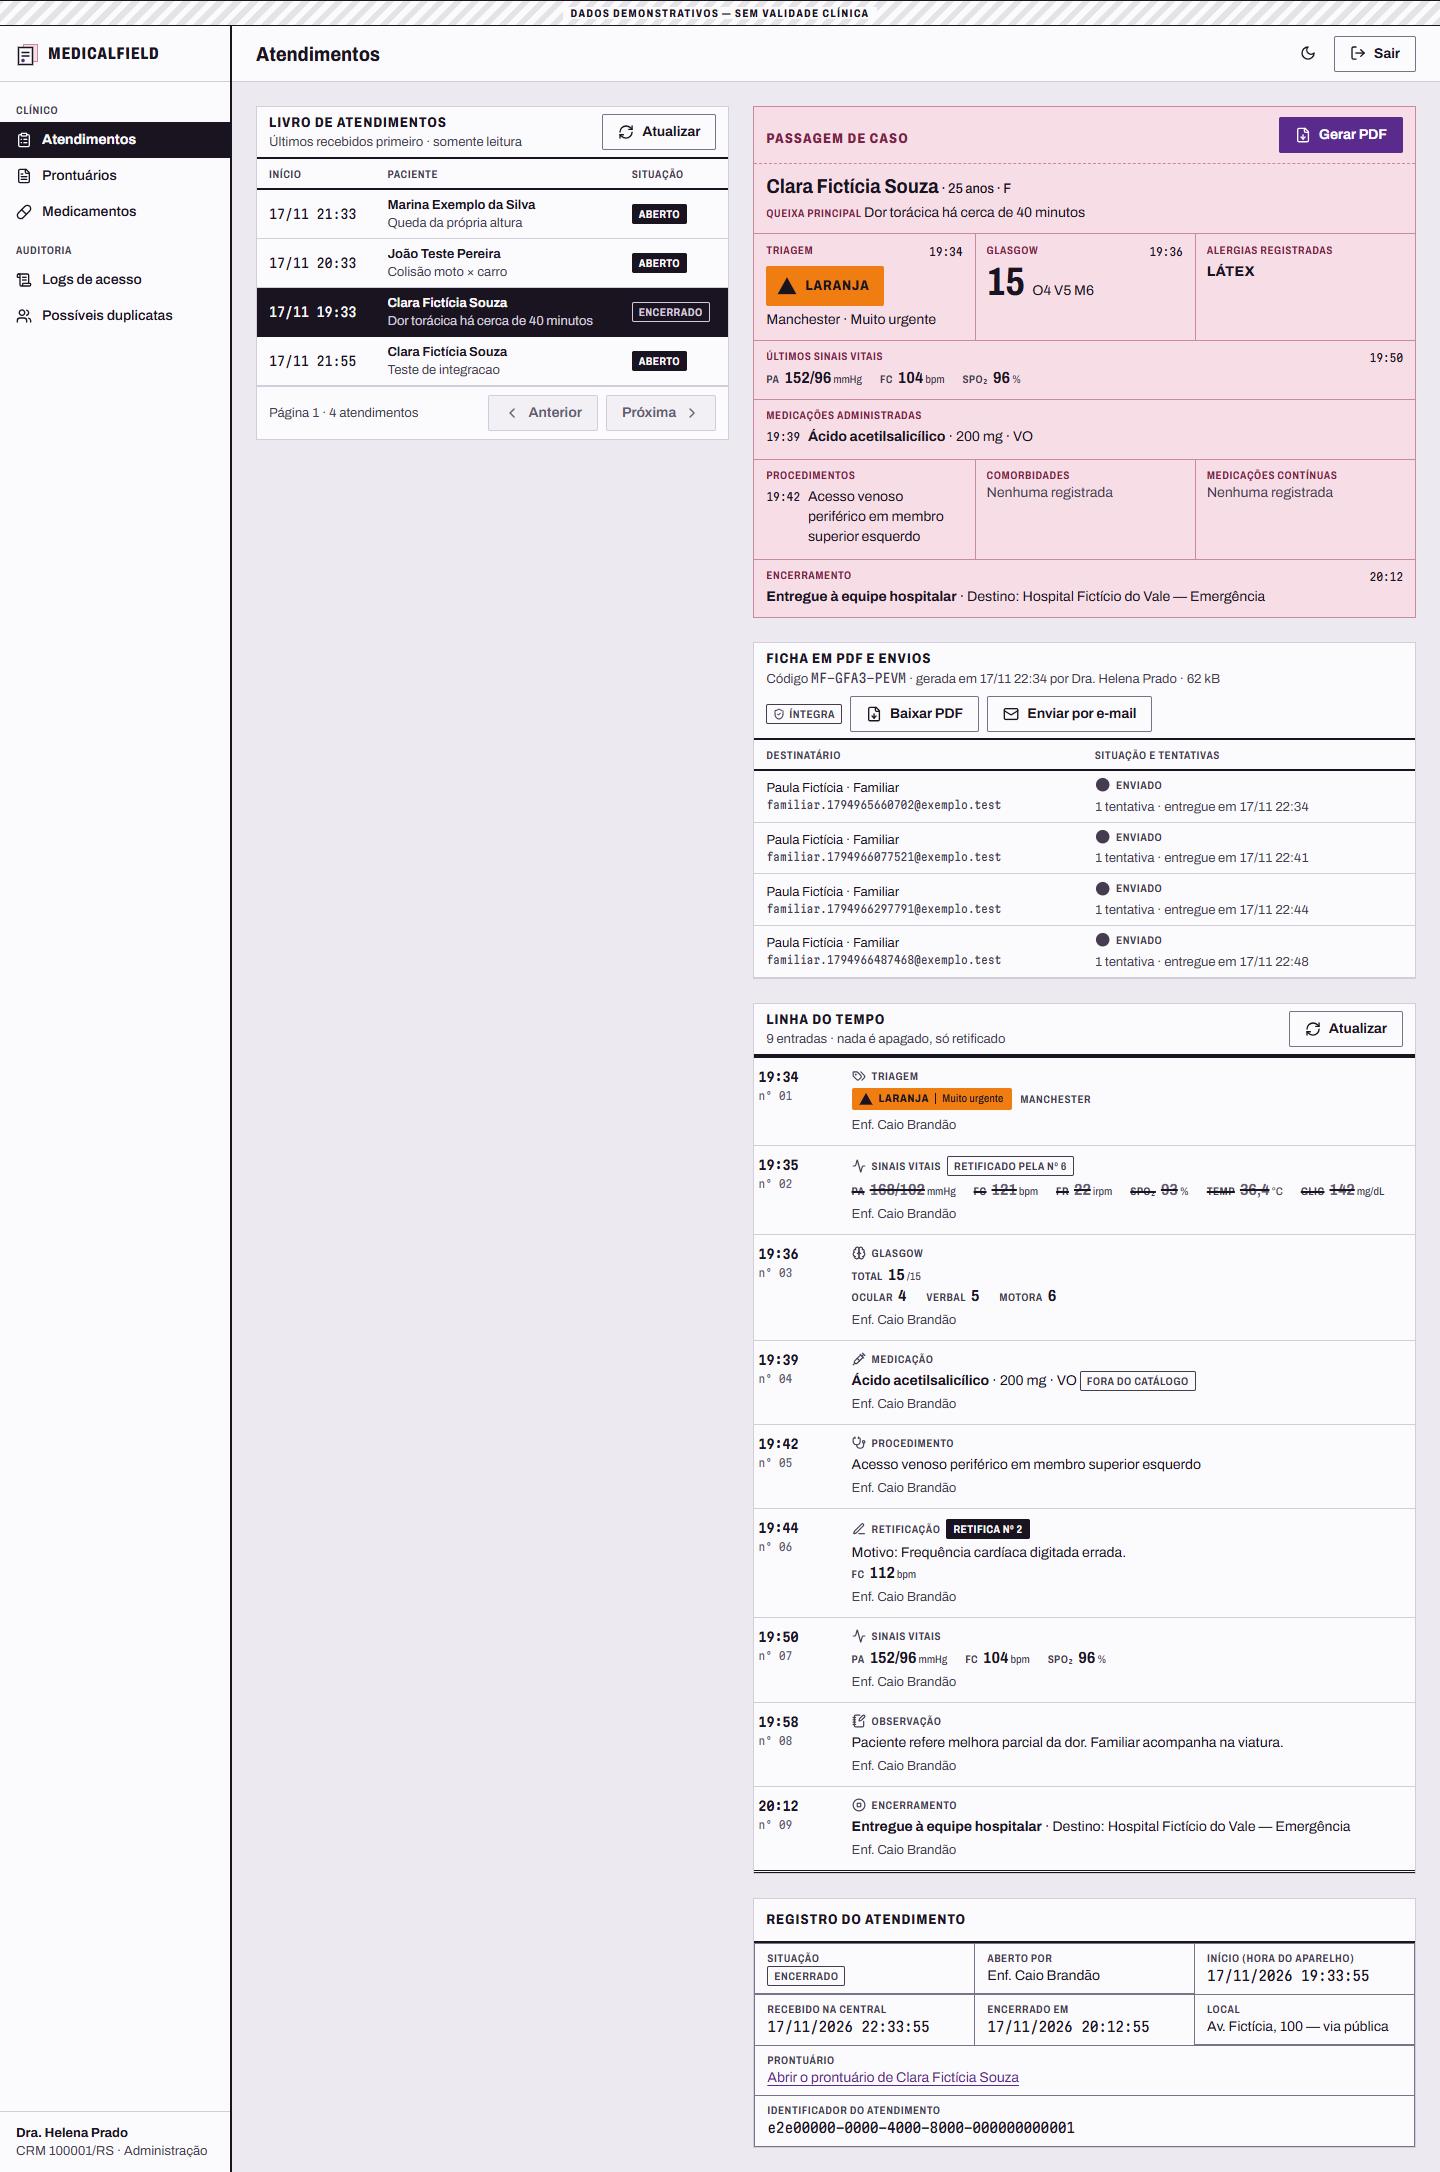 DADOS DEMONSTRATIVOS — SEM VALIDADE CLÍNICA
MEDICALFIELD
Atendimentos
Sair
CLÍNICO
Atendimentos
Prontuários
Medicamentos
AUDITORIA
Logs de acesso
Possíveis duplicatas
Dra. Helena Prado
CRM 100001/RS · Administração
LIVRO DE ATENDIMENTOS
Últimos recebidos primeiro · somente leitura
Atualizar
INÍCIO PACIENTE SITUAÇÃO
17/11 21:33 Marina Exemplo da Silva ABERTO
Queda da própria altura
17/11 20:33 João Teste Pereira ABERTO
Colisão moto × carro
17/11 19:33 Clara Fictícia Souza ENCERRADO
Dor torácica há cerca de 40 minutos
17/11 21:55 Clara Fictícia Souza ABERTO
Teste de integracao
Página 1 · 4 atendimentos Anterior Próxima
PASSAGEM DE CASO Gerar PDF
Clara Fictícia Souza · 25 anos · F
QUEIXA PRINCIPAL Dor torácica há cerca de 40 minutos
TRIAGEM 19:34
LARANJA
Manchester · Muito urgente
GLASGOW 19:36
15 O4 V5 M6
ALERGIAS REGISTRADAS
LÁTEX
ÚLTIMOS SINAIS VITAIS 19:50
PA 152/96 mmHg FC 104 bpm SPO₂ 96 %
MEDICAÇÕES ADMINISTRADAS
19:39 Ácido acetilsalicílico · 200 mg · VO
PROCEDIMENTOS
19:42 Acesso venoso
periférico em membro
superior esquerdo
COMORBIDADES
Nenhuma registrada
MEDICAÇÕES CONTÍNUAS
Nenhuma registrada
ENCERRAMENTO 20:12
Entregue à equipe hospitalar · Destino: Hospital Fictício do Vale — Emergência
FICHA EM PDF E ENVIOS
Código MF-GFA3-PEVM · gerada em 17/11 22:34 por Dra. Helena Prado · 62 kB
ÍNTEGRA Baixar PDF Enviar por e-mail
DESTINATÁRIO SITUAÇÃO E TENTATIVAS
Paula Fictícia · Familiar ENVIADO
familiar.1794965660702@exemplo.test 1 tentativa · entregue em 17/11 22:34
Paula Fictícia · Familiar ENVIADO
familiar.1794966077521@exemplo.test 1 tentativa · entregue em 17/11 22:41
Paula Fictícia · Familiar ENVIADO
familiar.1794966297791@exemplo.test 1 tentativa · entregue em 17/11 22:44
Paula Fictícia · Familiar ENVIADO
familiar.1794966487468@exemplo.test 1 tentativa · entregue em 17/11 22:48
LINHA DO TEMPO
9 entradas · nada é apagado, só retificado
Atualizar
19:34 TRIAGEM
n° 01 LARANJA | Muito urgente MANCHESTER
Enf. Caio Brandão
19:35 SINAIS VITAIS RETIFICADO PELA Nº 6
n° 02 PA 168/102 mmHg FC 121 bpm FR 22 irpm SPO₂ 93 % TEMP 36,4 °C GLIC 142 mg/dL
Enf. Caio Brandão
19:36 GLASGOW
n° 03 TOTAL 15 /15
OCULAR 4 VERBAL 5 MOTORA 6
Enf. Caio Brandão
19:39 MEDICAÇÃO
n° 04 Ácido acetilsalicílico · 200 mg · VO FORA DO CATÁLOGO
Enf. Caio Brandão
19:42 PROCEDIMENTO
n° 05 Acesso venoso periférico em membro superior esquerdo
Enf. Caio Brandão
19:44 RETIFICAÇÃO RETIFICA Nº 2
n° 06 Motivo: Frequência cardíaca digitada errada.
FC 112 bpm
Enf. Caio Brandão
19:50 SINAIS VITAIS
n° 07 PA 152/96 mmHg FC 104 bpm SPO₂ 96 %
Enf. Caio Brandão
19:58 OBSERVAÇÃO
n° 08 Paciente refere melhora parcial da dor. Familiar acompanha na viatura.
Enf. Caio Brandão
20:12 ENCERRAMENTO
n° 09 Entregue à equipe hospitalar · Destino: Hospital Fictício do Vale — Emergência
Enf. Caio Brandão
REGISTRO DO ATENDIMENTO
SITUAÇÃO
ENCERRADO
ABERTO POR
Enf. Caio Brandão
INÍCIO (HORA DO APARELHO)
17/11/2026 19:33:55
RECEBIDO NA CENTRAL
17/11/2026 22:33:55
ENCERRADO EM
17/11/2026 20:12:55
LOCAL
Av. Fictícia, 100 — via pública
PRONTUÁRIO
Abrir o prontuário de Clara Fictícia Souza
IDENTIFICADOR DO ATENDIMENTO
e2e00000-0000-4000-8000-000000000001